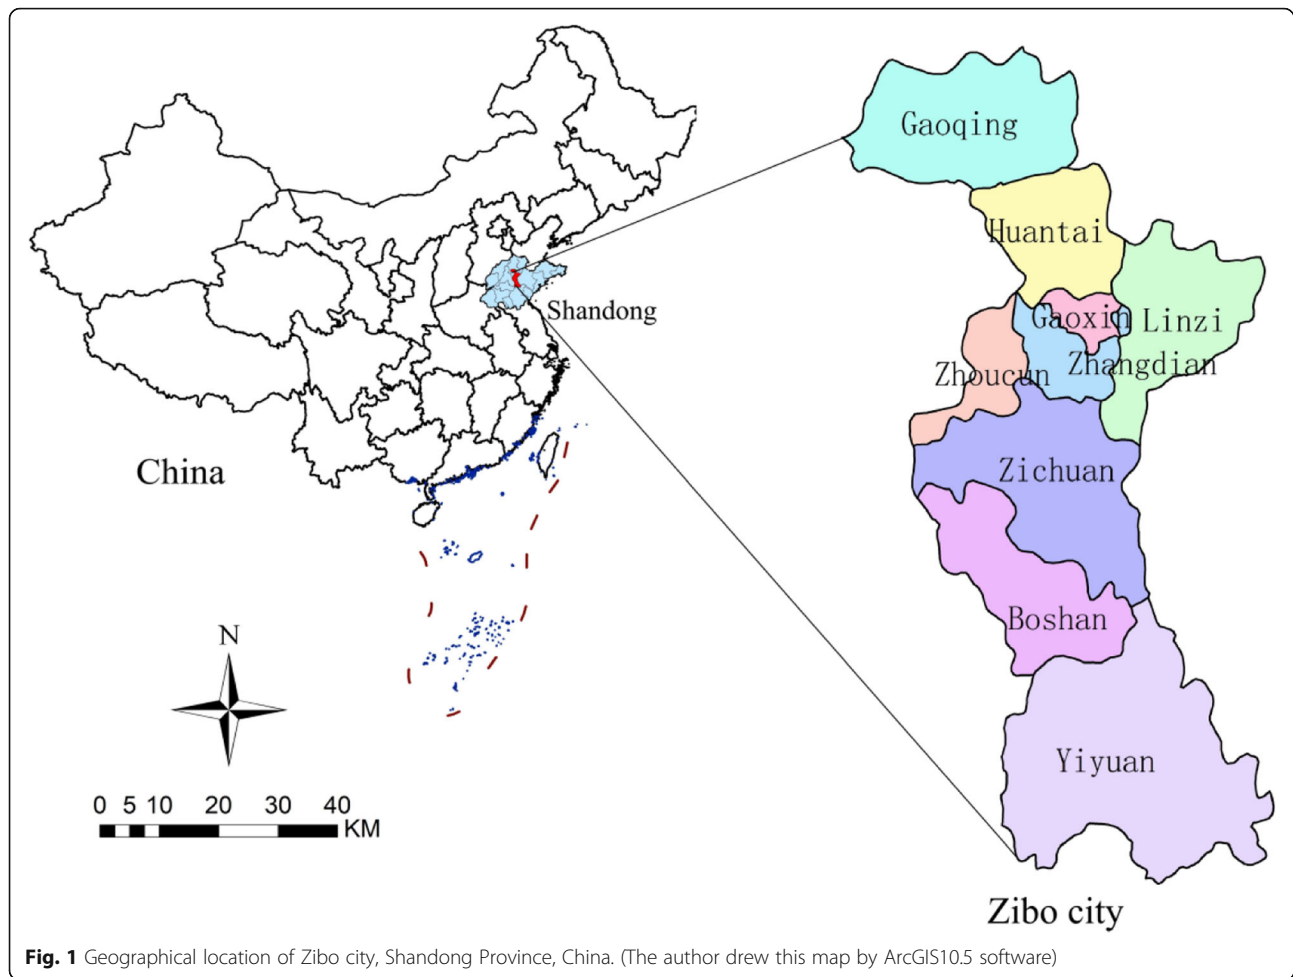 Gaoqing
Huantai
Shandong
Gaoxin
Linzi
Zhangdian
Zhoucun
China
Zichuan
Boshan
N
Yiyuan
0 5 10 20 30 40
KM
Zibo city
Fig. 1 Geographical location of Zibo city, Shandong Province, China. (The author drew this map by ArcGIS10.5 software)